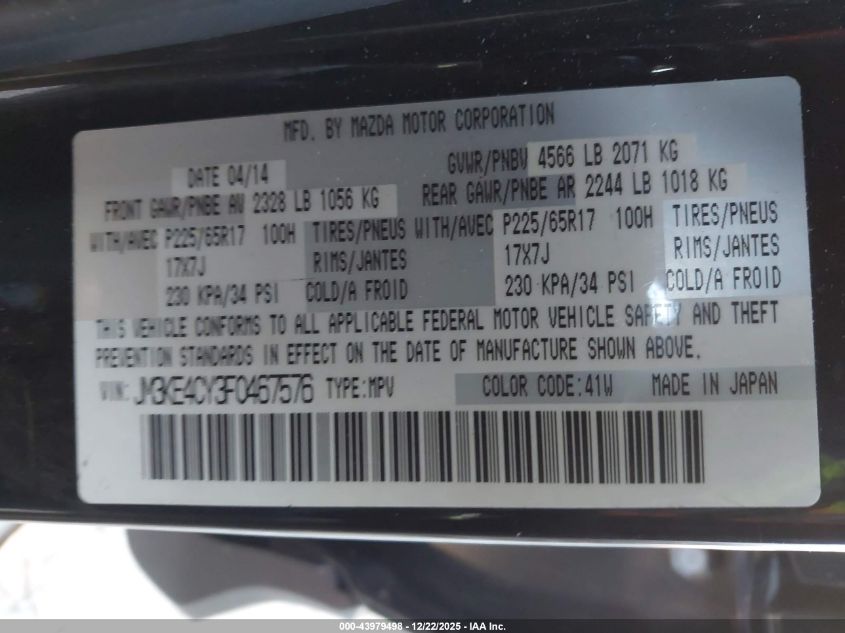 MFD. BY MAZDA MOTOR CORPORATION
DATE 04/14 GVWR/PNBV 4566 LB 2071 KG
FRONT GAWR/PNBE AV 2328 LB 1056 KG REAR GAWR/PNBE AR 2244 LB 1018 KG
WITH/AVEC P225/65R17 100H TIRES/PNEUS WITH/AVEC P225/65R17 100H TIRES/PNEUS
17X7J RIMS/JANTES 17X7J RIMS/JANTES
230 KPA/34 PSI COLD/A FROID 230 KPA/34 PSI COLD/A FROID
THIS VEHICLE CONFORMS TO ALL APPLICABLE FEDERAL MOTOR VEHICLE SAFETY AND THEFT
PREVENTION STANDARDS IN EFFECT ON THE DATE OF MANUFACTURE SHOWN ABOVE.
VIN: JM3KE4CY3F0467576 TYPE:MPV COLOR CODE:41W MADE IN JAPAN
000-43979498 - 12/22/2025 - IAA Inc.